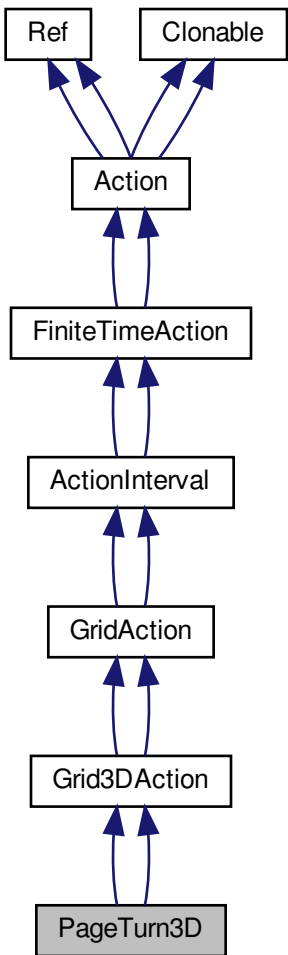 Ref
Clonable
Action
FiniteTimeAction
ActionInterval
GridAction
Grid3DAction
PageTurn3D